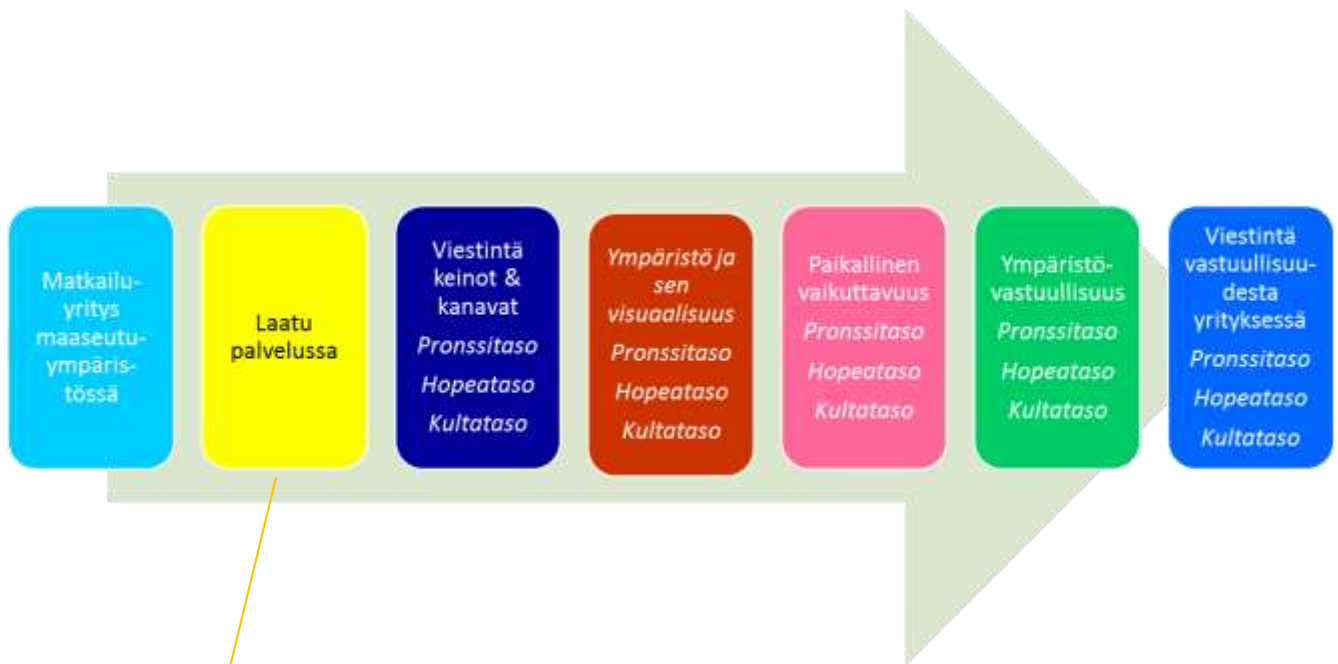 Matkailu-
yritys
maaseutu-
ympäris-
tössä
Laatu
palvelussa
Viestintä
keinot &
kanavat
Pronssitaso
Hopeataso
Kultataso
Ympäristö ja
sen
visuaalisuus
Pronssitaso
Hopeataso
Kultataso
Paikallinen
vaikuttavuus
Pronssitaso
Hopeataso
Kultataso
Ympäristö-
vastuullisuus
Pronssitaso
Hopeataso
Kultataso
Viestintä
vastuullisuu-
desta
yrityksessä
Pronssitaso
Hopeataso
Kultataso